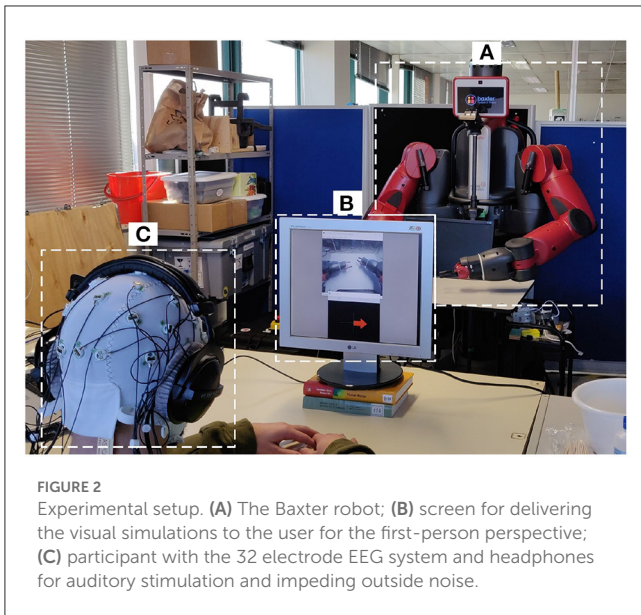 A
baxter
B
C
LG
FIGURE 2
Experimental setup. (A) The Baxter robot; (B) screen for delivering
the visual simulations to the user for the first-person perspective;
(C) participant with the 32 electrode EEG system and headphones
for auditory stimulation and impeding outside noise.